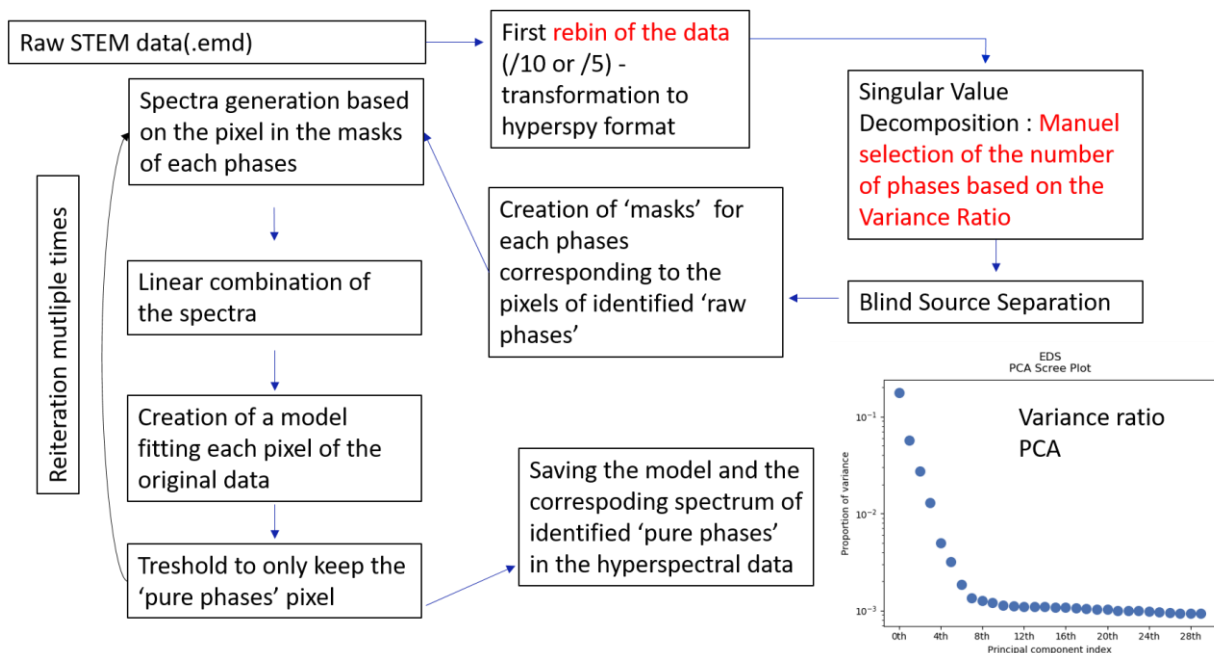 Raw STEM data(.emd)
First rebin of the data
(/10 or /5) -
transformation to
hyperspy format
Singular Value
Decomposition : Manuel
selection of the number
of phases based on the
Variance Ratio
Blind Source Separation
Creation of ‘masks’ for
each phases
corresponding to the
pixels of identified ‘raw
phases’
Spectra generation based
on the pixel in the masks
of each phases
Linear combination of
the spectra
Creation of a model
fitting each pixel of the
original data
Treshold to only keep the
‘pure phases’ pixel
Reiteration mutliple times
Saving the model and the
correspoding spectrum of
identified ‘pure phases’
in the hyperspectral data
EDS
PCA Scree Plot
Variance ratio
PCA
Proportion of variance
10⁻¹
10⁻²
10⁻³
0th 4th 8th 12th 16th 20th 24th 28th
Principal component index